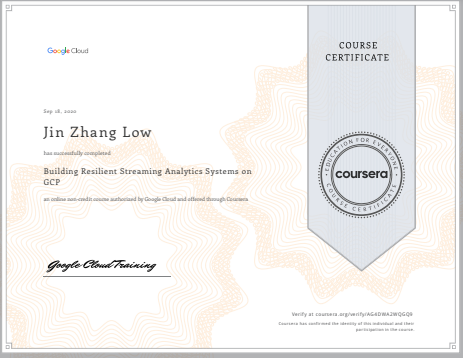 Google Cloud
COURSE
CERTIFICATE
Sep 18, 2020
Jin Zhang Low
has successfully completed
Building Resilient Streaming Analytics Systems on
GCP
an online non-credit course authorized by Google Cloud and offered through Coursera
EDUCATION FOR EVERYONE
coursera
COURSE CERTIFICATE
Google Cloud Training
Verify at coursera.org/verify/
Coursera has confirmed the identity of this individual and their
participation in the course.